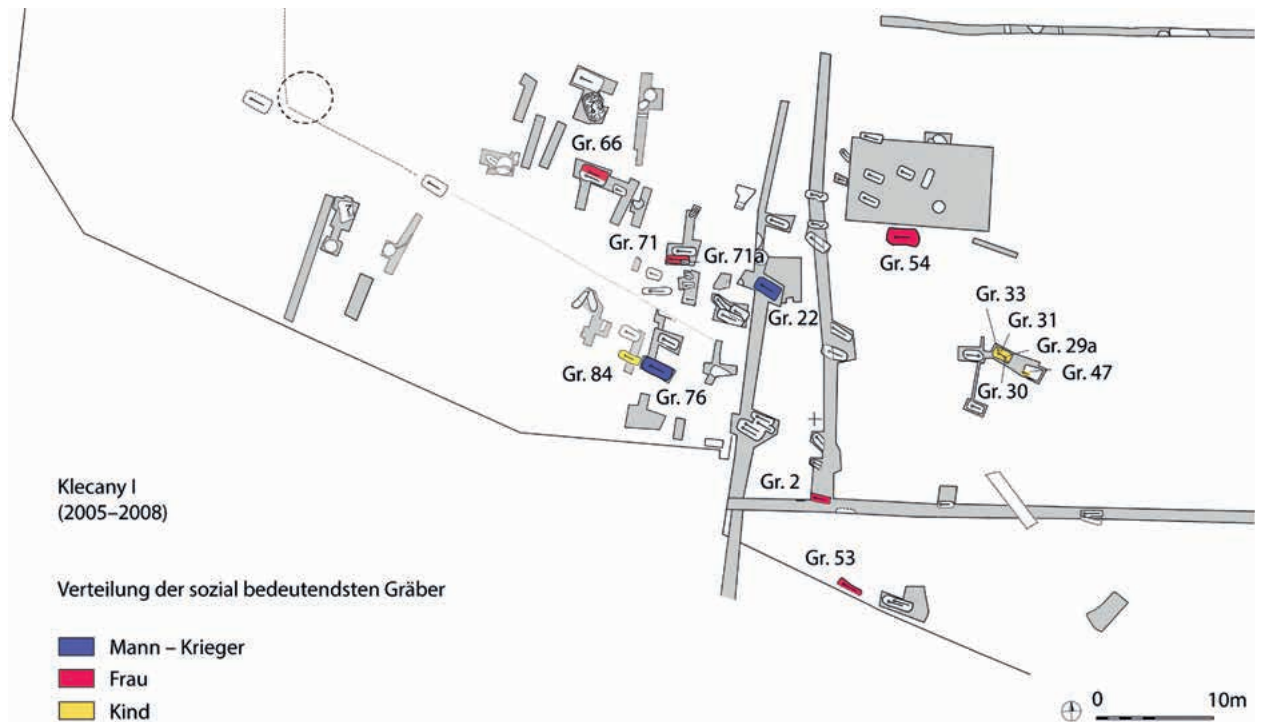 Gr. 66
Gr. 71
Gr. 71a
Gr. 54
Gr. 22
Gr. 33
Gr. 31
Gr. 29a
Gr. 47
Gr. 30
Gr. 84
Gr. 76
Gr. 2
Gr. 53
Klecany I
(2005–2008)
Verteilung der sozial bedeutendsten Gräber
Mann – Krieger
Frau
Kind
0 10m